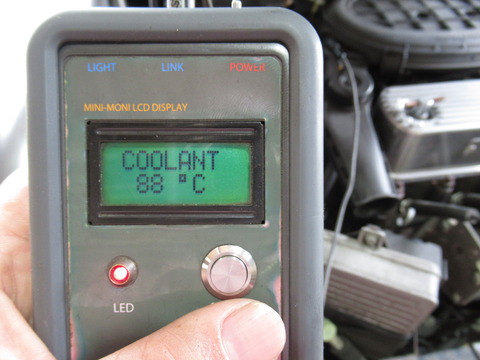 LIGHT LINK POWER
MINI-MONI LCD DISPLAY
COOLANT
88 °C
LED